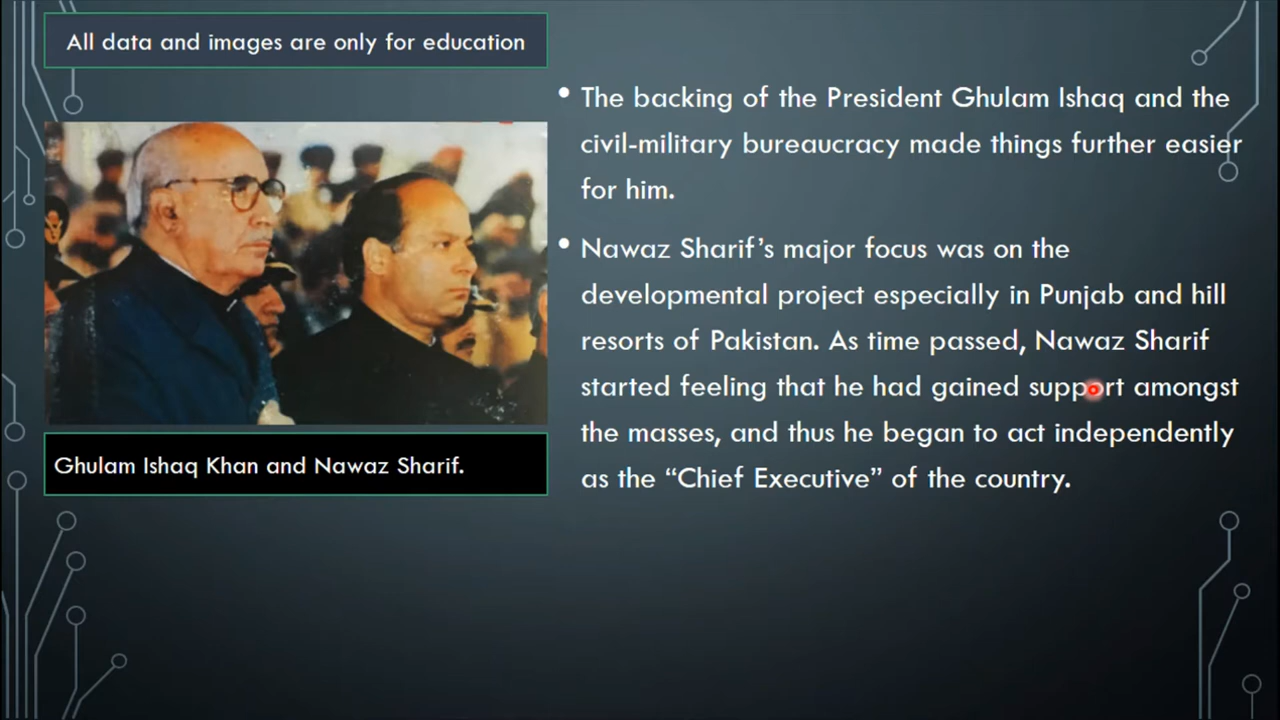 All data and images are only for education
• The backing of the President Ghulam Ishaq and the
civil-military bureaucracy made things further easier
for him.
• Nawaz Sharif’s major focus was on the
developmental project especially in Punjab and hill
resorts of Pakistan. As time passed, Nawaz Sharif
started feeling that he had gained support amongst
the masses, and thus he began to act independently
as the “Chief Executive” of the country.
Ghulam Ishaq Khan and Nawaz Sharif.